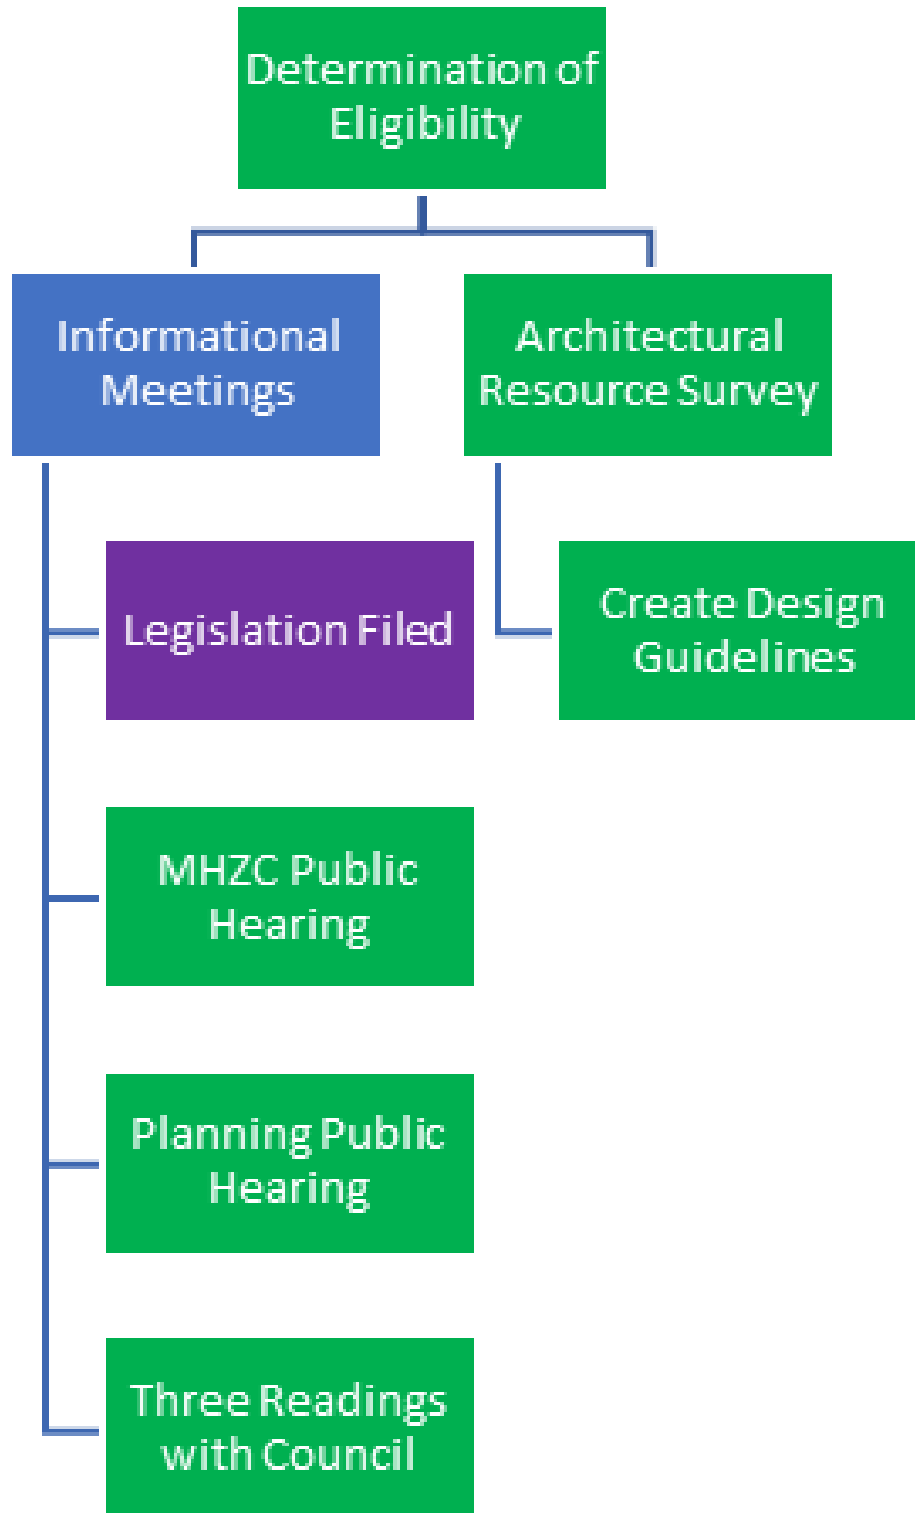 Determination of
Eligibility
Informational
Meetings
Architectural
Resource Survey
Legislation Filed
Create Design
Guidelines
MHZC Public
Hearing
Planning Public
Hearing
Three Readings
with Council